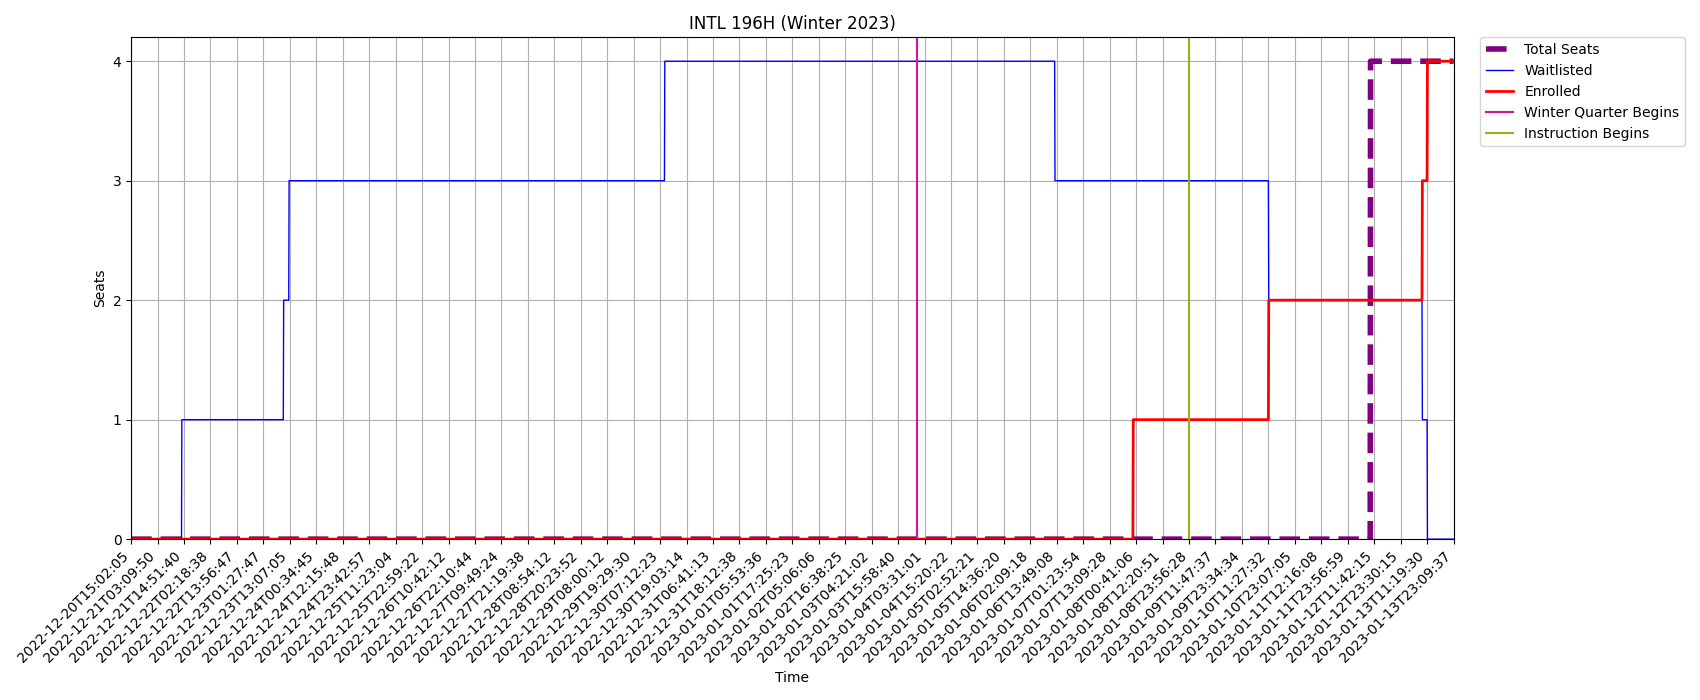 INTL 196H (Winter 2023)
Total Seats
Waitlisted
Enrolled
Winter Quarter Begins
Instruction Begins
Seats
4
3
2
1
0
2022-12-20T15:02:05
2022-12-21T03:09:50
2022-12-21T14:51:40
2022-12-22T02:18:38
2022-12-22T13:56:47
2022-12-23T01:27:47
2022-12-23T13:07:05
2022-12-24T00:34:45
2022-12-24T12:15:48
2022-12-24T23:42:57
2022-12-25T11:23:04
2022-12-25T22:59:22
2022-12-26T10:42:12
2022-12-26T22:10:44
2022-12-27T09:49:24
2022-12-27T21:19:38
2022-12-28T08:54:12
2022-12-28T20:23:52
2022-12-29T08:00:12
2022-12-29T19:29:30
2022-12-30T07:12:23
2022-12-30T19:03:14
2022-12-31T06:41:13
2022-12-31T18:12:38
2023-01-01T05:53:36
2023-01-01T17:25:23
2023-01-02T05:06:06
2023-01-02T16:38:25
2023-01-03T04:21:02
2023-01-03T15:58:40
2023-01-04T03:31:01
2023-01-04T15:20:22
2023-01-05T02:52:21
2023-01-05T14:36:20
2023-01-06T02:09:18
2023-01-06T13:49:08
2023-01-07T01:23:54
2023-01-07T13:09:28
2023-01-08T00:41:06
2023-01-08T12:20:51
2023-01-08T23:56:28
2023-01-09T11:47:37
2023-01-09T23:34:34
2023-01-10T11:27:32
2023-01-10T23:07:05
2023-01-11T12:16:08
2023-01-11T23:56:59
2023-01-12T11:42:15
2023-01-12T23:30:15
2023-01-13T11:19:30
2023-01-13T23:09:37
Time